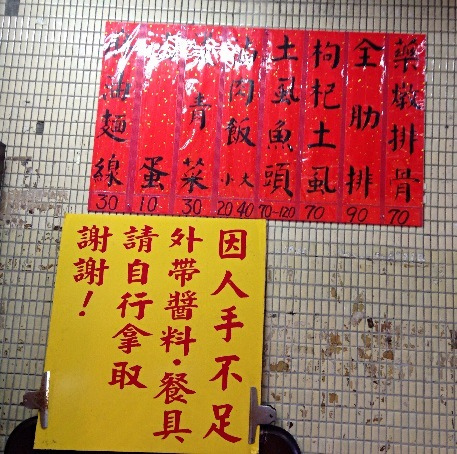 藥燉排骨 70
全肋排 90
枸杞土虱 70
土虱魚頭 70-120
肉飯 小 大 20 40
青菜 30
蛋 10
油麵線 30
因人手不足
外帶醬料·餐具
請自行拿取
謝謝！